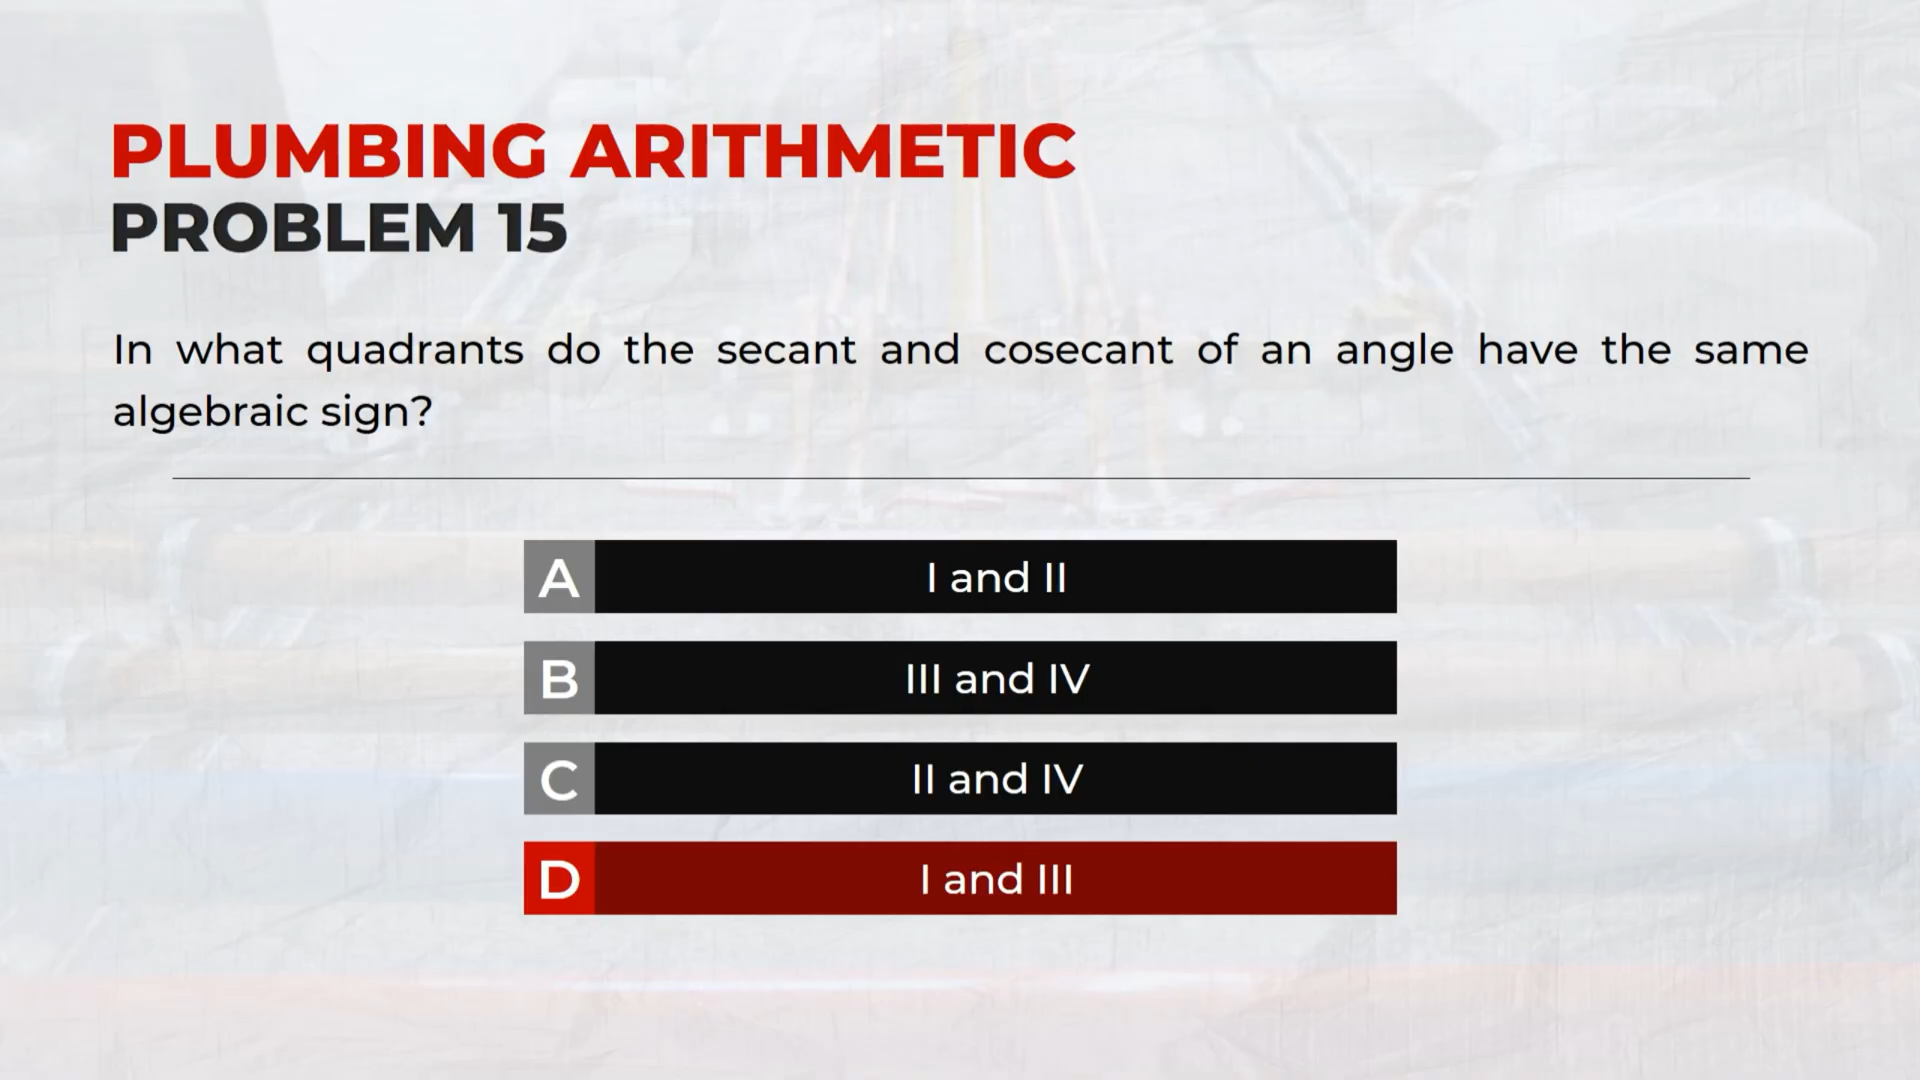 PLUMBING ARITHMETIC
PROBLEM 15
In what quadrants do the secant and cosecant of an angle have the same
algebraic sign?
A I and II
B III and IV
C II and IV
D I and III